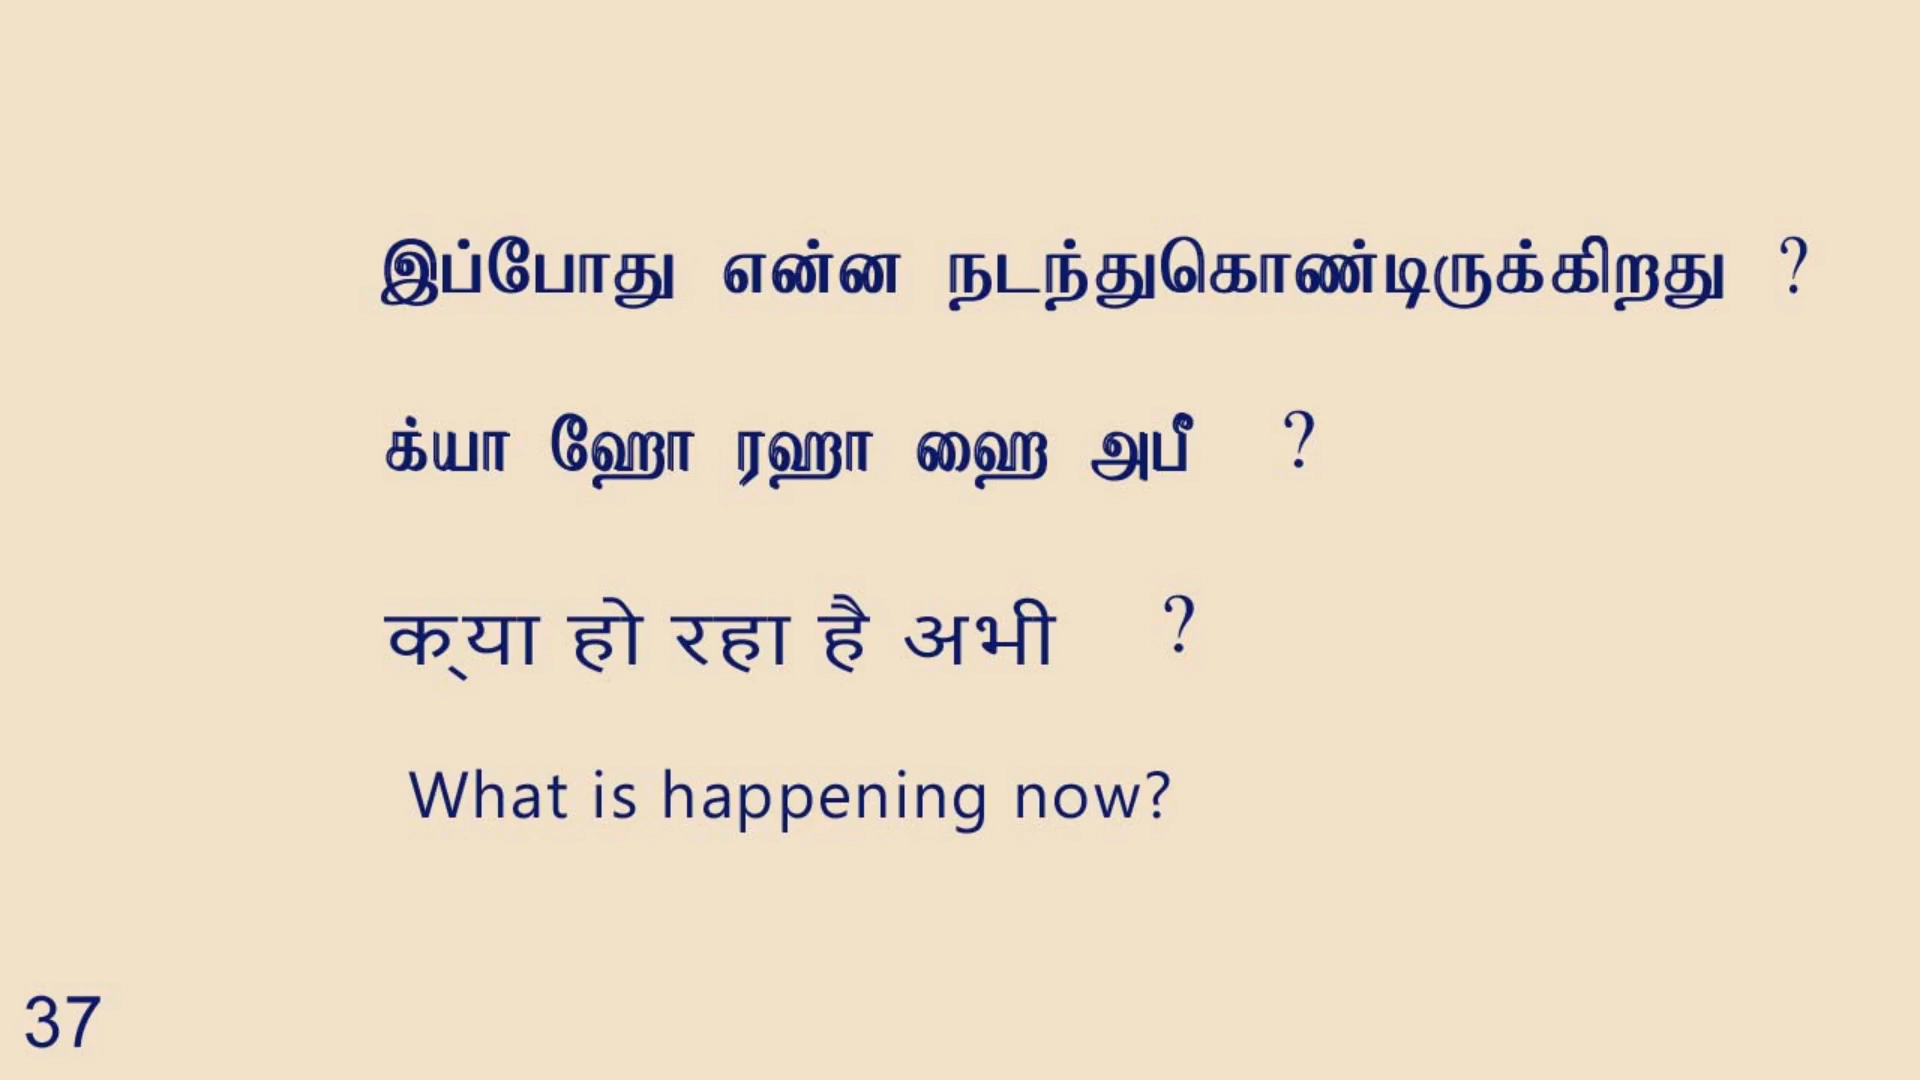 இப்போது என்ன நடந்துகொண்டிருக்கிறது ?
க்யா ஹோ ரஹா ஹை அபீ ?
क्‌या हो रहा है अभी ?
What is happening now?
37